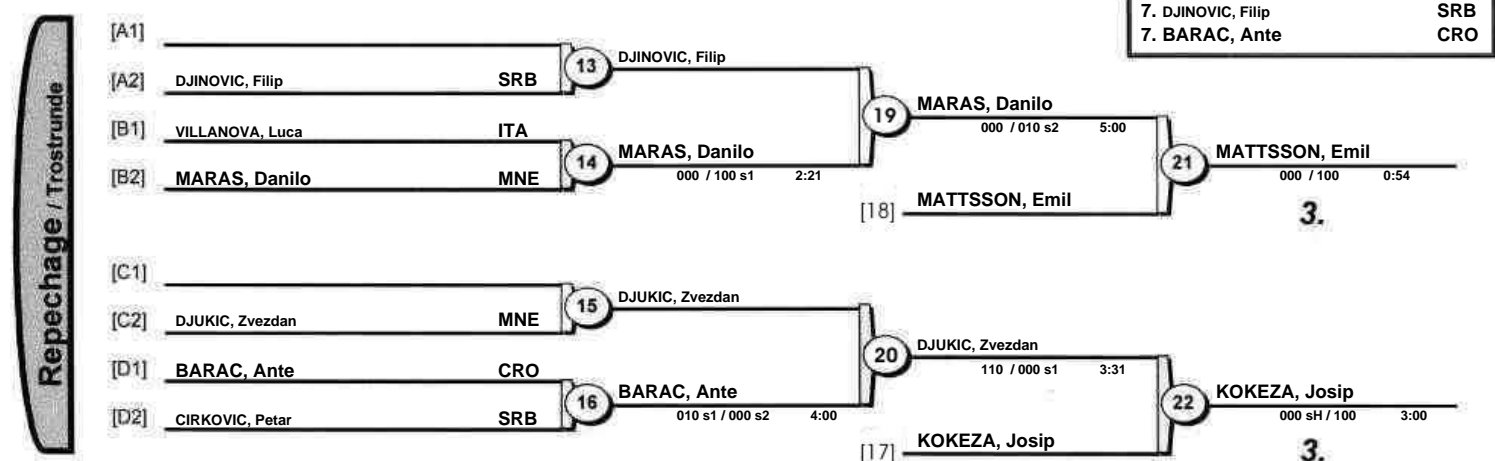 7. DJINOVIC, Filip SRB
7. BARAC, Ante CRO
Repechage / Trostrunde
[A1]
[A2] DJINOVIC, Filip SRB
13 DJINOVIC, Filip
[B1] VILLANOVA, Luca ITA
[B2] MARAS, Danilo MNE
14 MARAS, Danilo
000 / 100 s1 2:21
19 MARAS, Danilo
000 / 010 s2 5:00
[18] MATTSSON, Emil
21 MATTSSON, Emil
000 / 100 0:54
3.
[C1]
[C2] DJUKIC, Zvezdan MNE
15 DJUKIC, Zvezdan
[D1] BARAC, Ante CRO
[D2] CIRKOVIC, Petar SRB
16 BARAC, Ante
010 s1 / 000 s2 4:00
20 DJUKIC, Zvezdan
110 / 000 s1 3:31
[17] KOKEZA, Josip
22 KOKEZA, Josip
000 sH / 100 3:00
3.